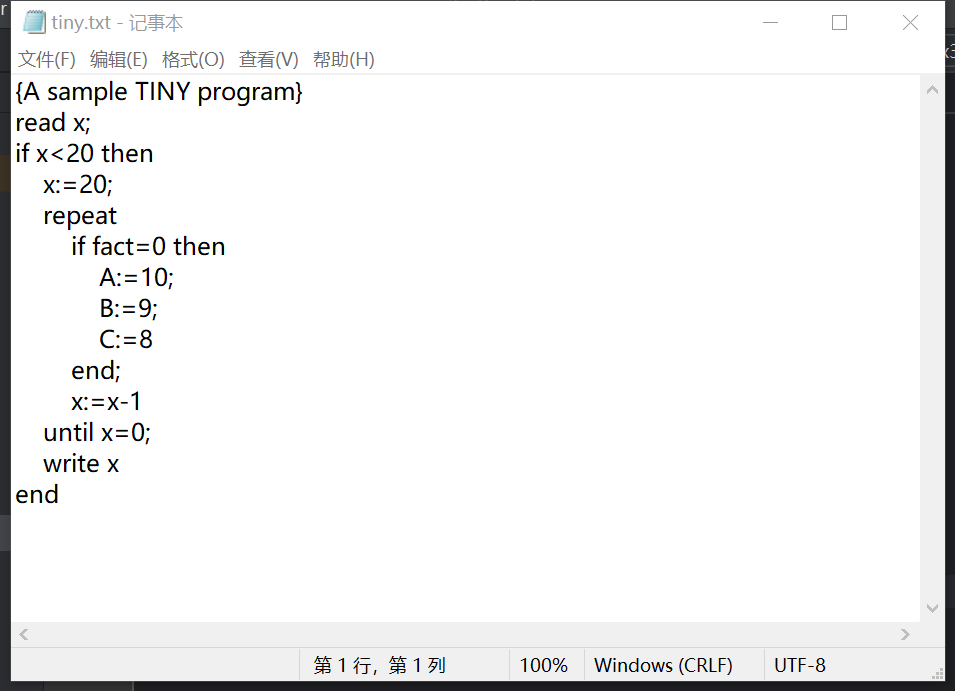 tiny.txt - 记事本
文件(F) 编辑(E) 格式(O) 查看(V) 帮助(H)
{A sample TINY program}
read x;
if x<20 then
x:=20;
repeat
if fact=0 then
A:=10;
B:=9;
C:=8
end;
x:=x-1
until x=0;
write x
end
第 1 行，第 1 列 100% Windows (CRLF) UTF-8